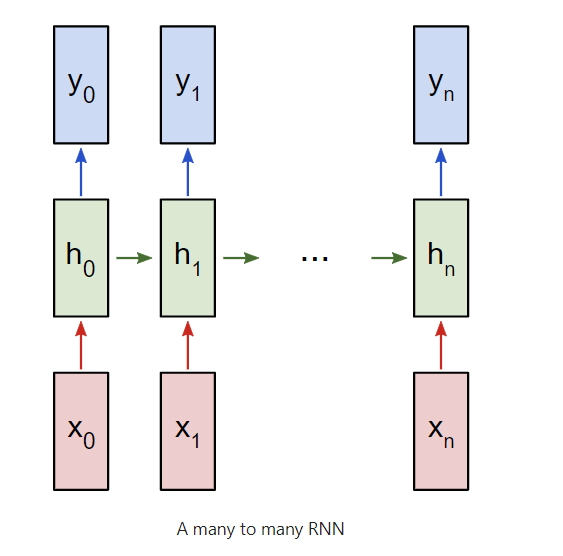 y0 y1 yn
h0 h1 ... hn
x0 x1 xn
A many to many RNN